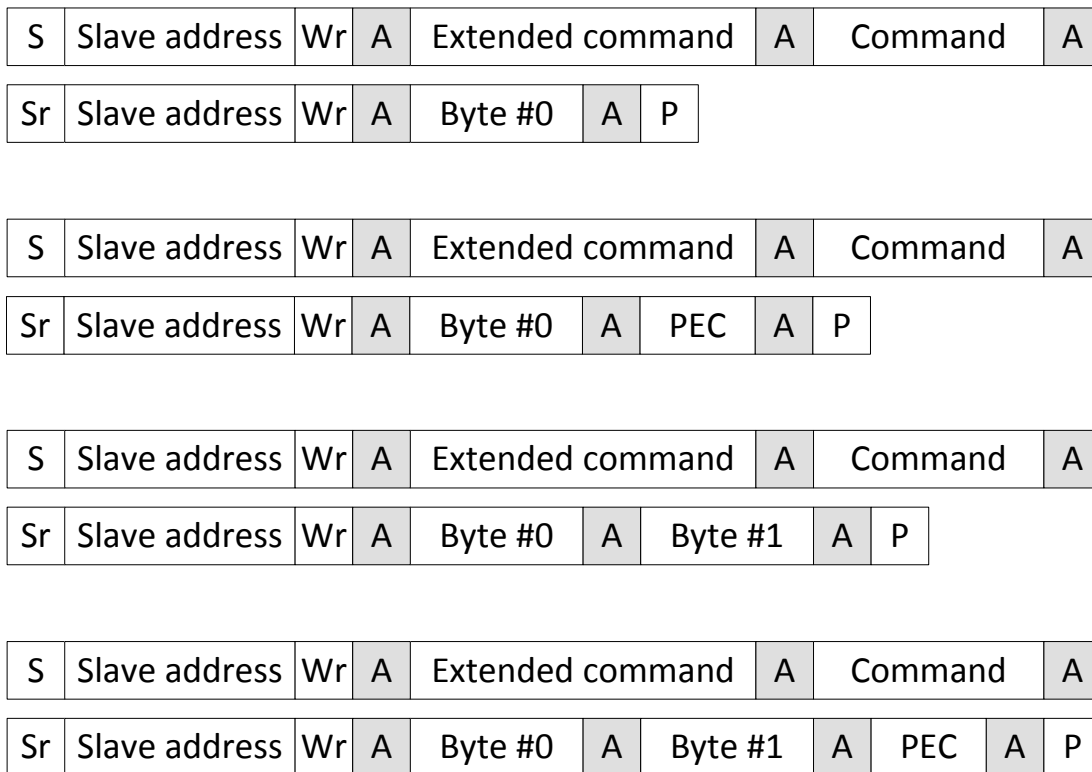 S Slave address Wr A Extended command A Command A
Sr Slave address Wr A Byte #0 A P
S Slave address Wr A Extended command A Command A
Sr Slave address Wr A Byte #0 A PEC A P
S Slave address Wr A Extended command A Command A
Sr Slave address Wr A Byte #0 A Byte #1 A P
S Slave address Wr A Extended command A Command A
Sr Slave address Wr A Byte #0 A Byte #1 A PEC A P